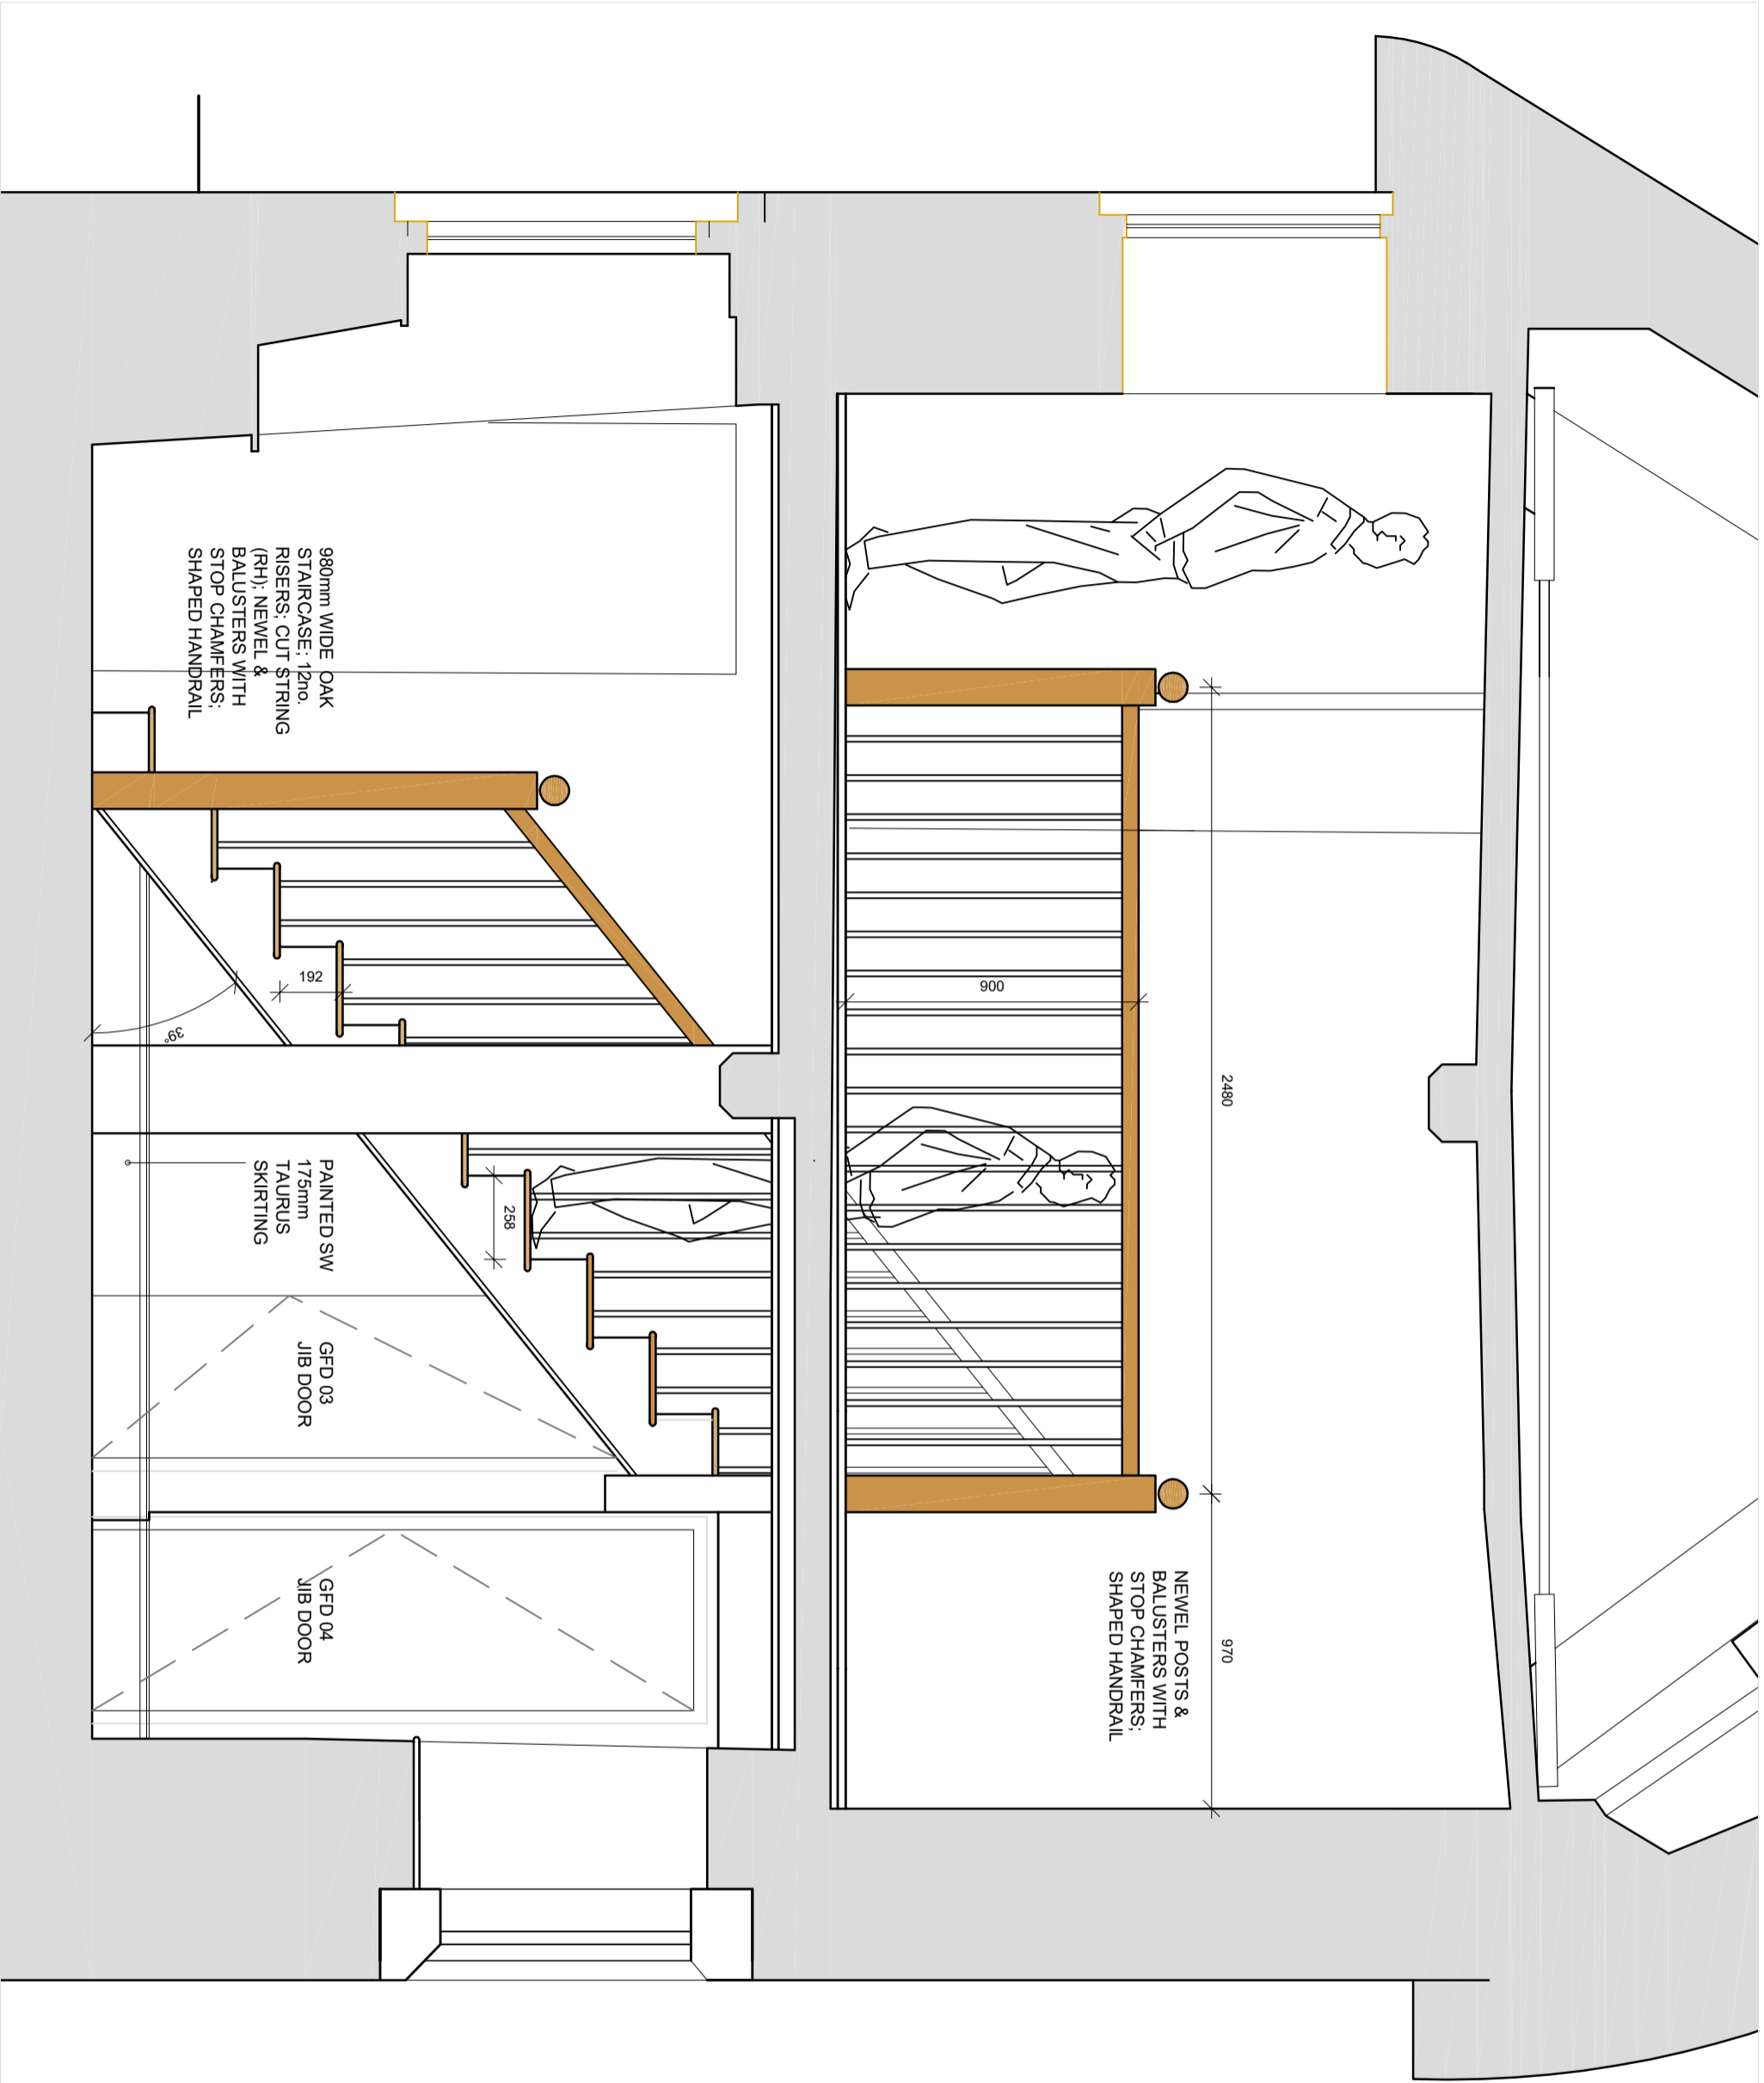 980mm WIDE OAK
STAIRCASE; 12no.
RISERS; CUT STRING
(RH); NEWEL &
BALUSTERS WITH
STOP CHAMFERS;
SHAPED HANDRAIL
192
39°
PAINTED SW
175mm
TAURUS
SKIRTING
258
GFD 03
JIB DOOR
GFD 04
JIB DOOR
900
2480
970
NEWEL POSTS &
BALUSTERS WITH
STOP CHAMFERS;
SHAPED HANDRAIL